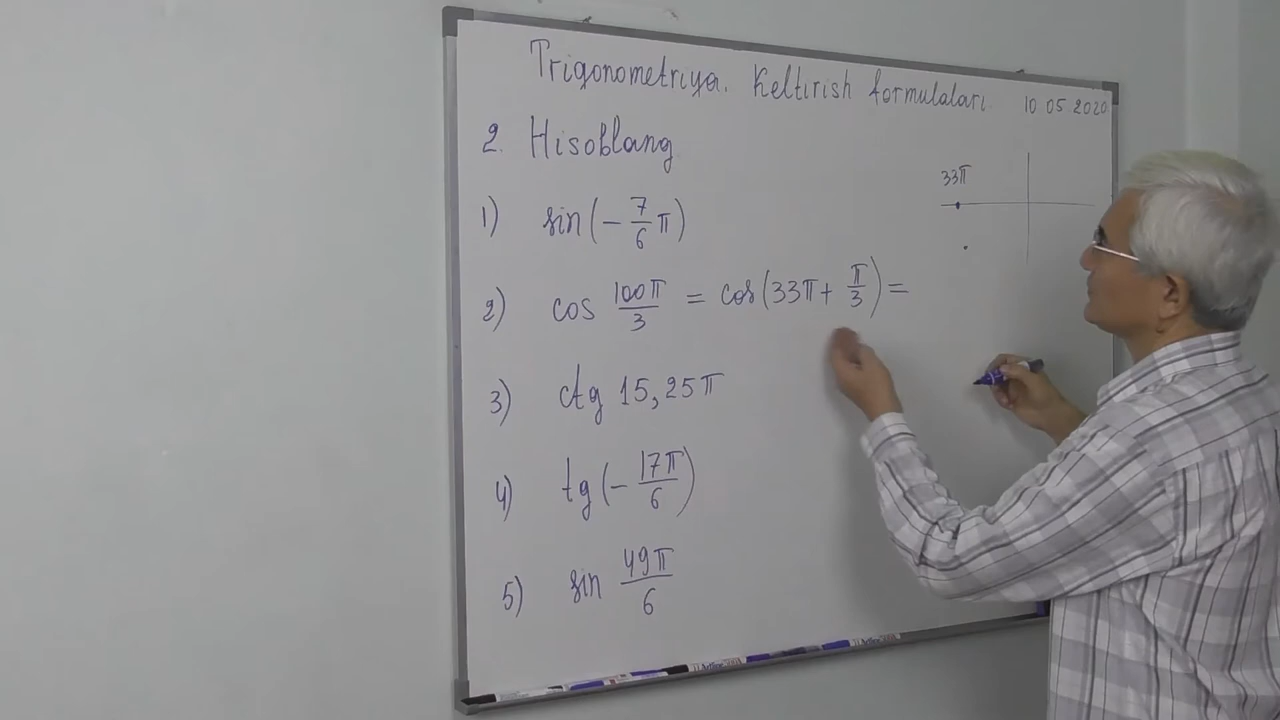 Trigonometriya. Keltirish formulalari 10 05 2020
2. Hisoblang
33π
1) sin(-7/6 π)
2) cos 100π/3 = cos(33π + π/3) =
3) ctg 15,25π
4) tg(-17π/6)
5) sin 49π/6